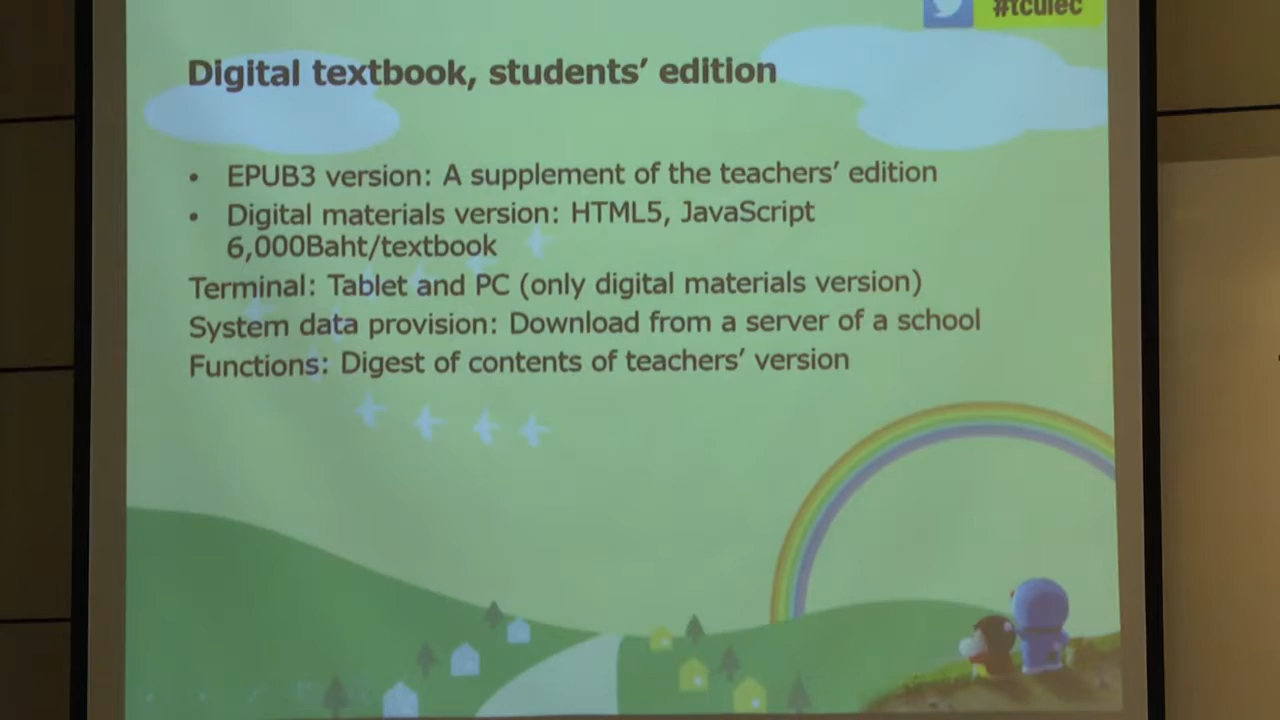 #tculec
Digital textbook, students’ edition
• EPUB3 version: A supplement of the teachers’ edition
• Digital materials version: HTML5, JavaScript
6,000Baht/textbook
Terminal: Tablet and PC (only digital materials version)
System data provision: Download from a server of a school
Functions: Digest of contents of teachers’ version